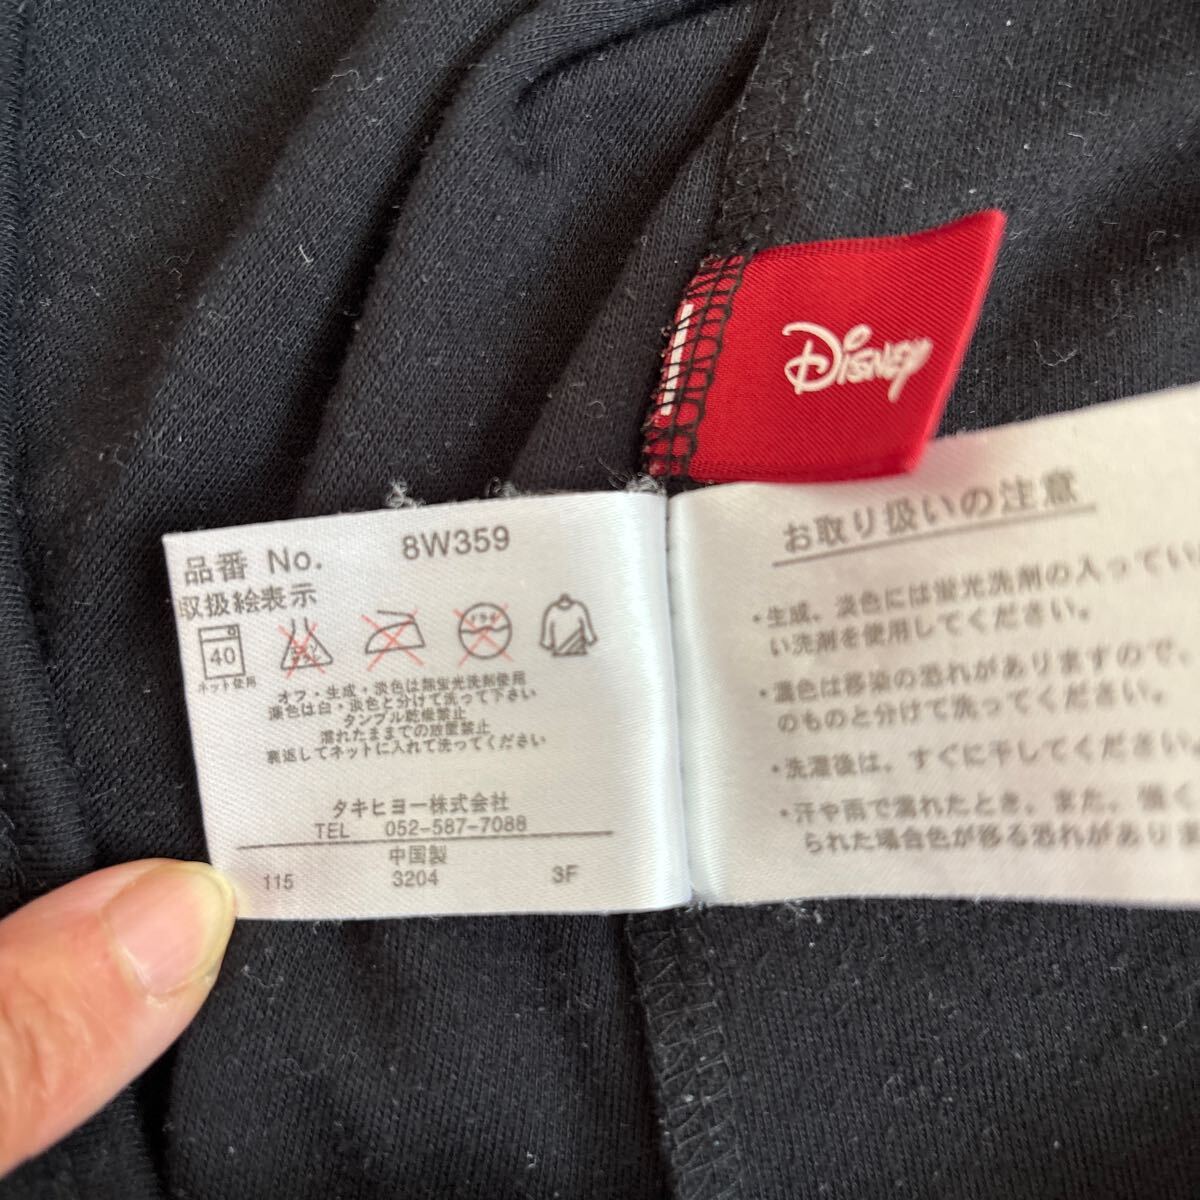 Disney
品番 No. 8W359
取扱絵表示
40
ドライ
ネット使用
オフ・生成・淡色は無蛍光洗剤使用
濃色は白・淡色と分けて洗って下さい
タンブル乾燥禁止
濡れたままでの放置禁止
裏返してネットに入れて洗ってください
タキヒヨー株式会社
TEL 052-587-7088
中国製
115 3204 3F
お取り扱いの注意
・生成、淡色には蛍光洗剤の入ってい
い洗剤を使用してください。
・濃色は移染の恐れがありますので、
のものと分けて洗ってください。
・洗濯後は、すぐに干してください
・汗や雨で濡れたとき、また、強く
られた場合色が移る恐れがありま